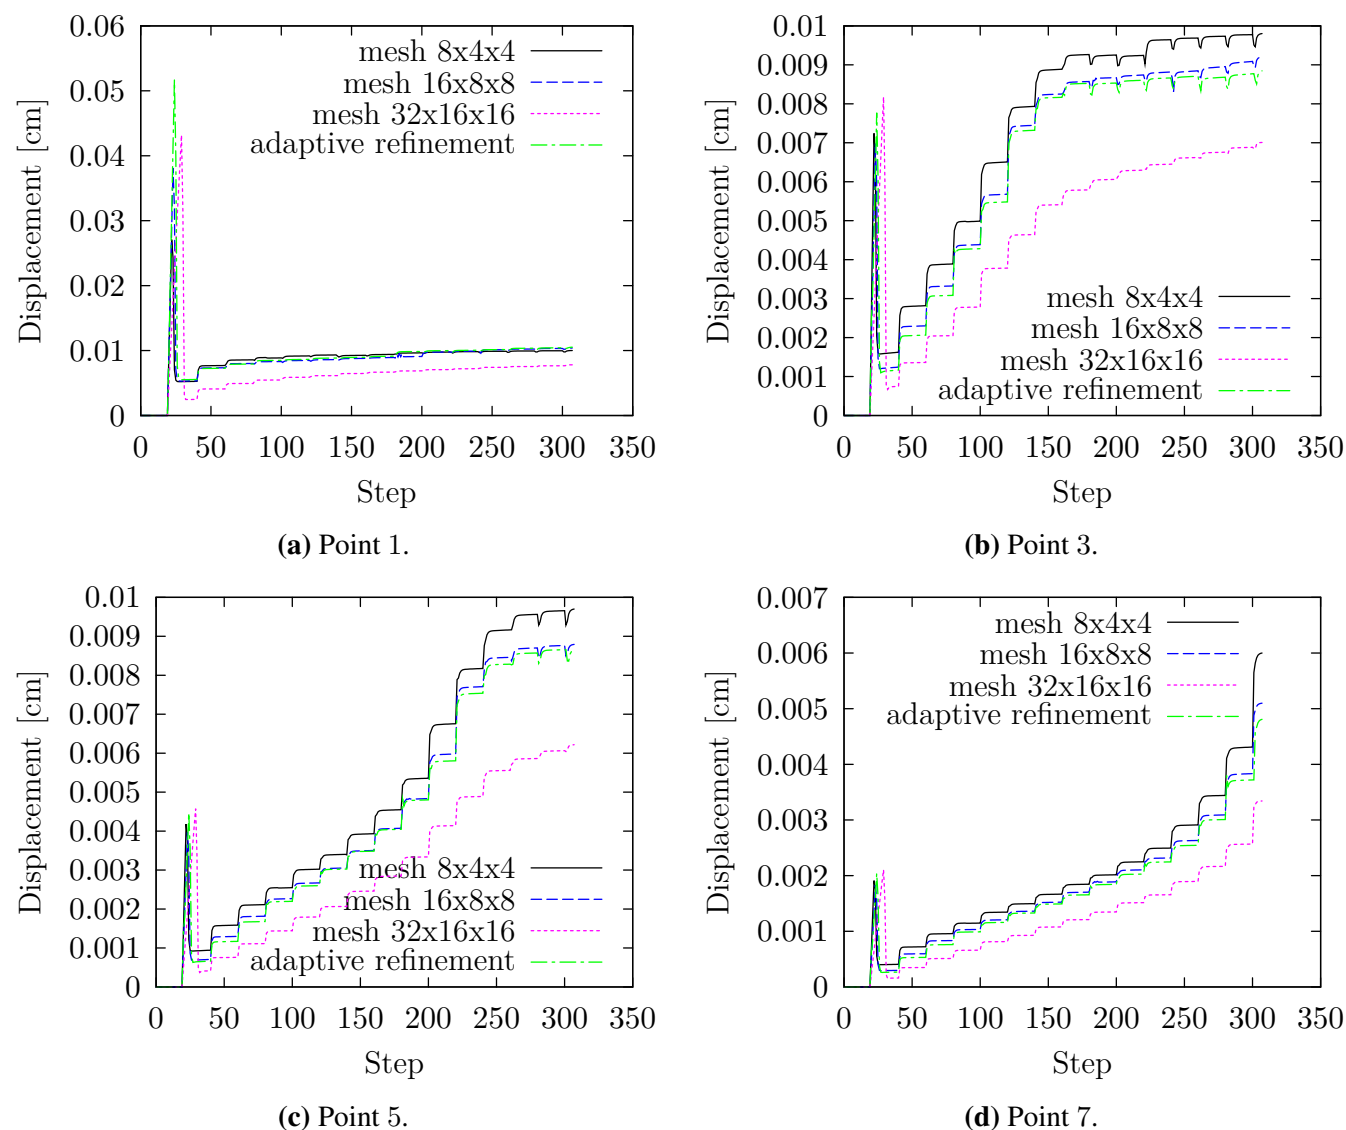 0.06
0.05
0.04
0.03
0.02
0.01
0
Displacement [cm]
mesh 8x4x4
mesh 16x8x8
mesh 32x16x16
adaptive refinement
0 50 100 150 200 250 300 350
Step
(a) Point 1.
0.01
0.009
0.008
0.007
0.006
0.005
0.004
0.003
0.002
0.001
0
Displacement [cm]
mesh 8x4x4
mesh 16x8x8
mesh 32x16x16
adaptive refinement
0 50 100 150 200 250 300 350
Step
(b) Point 3.
0.01
0.009
0.008
0.007
0.006
0.005
0.004
0.003
0.002
0.001
0
Displacement [cm]
mesh 8x4x4
mesh 16x8x8
mesh 32x16x16
adaptive refinement
0 50 100 150 200 250 300 350
Step
(c) Point 5.
0.007
0.006
0.005
0.004
0.003
0.002
0.001
0
Displacement [cm]
mesh 8x4x4
mesh 16x8x8
mesh 32x16x16
adaptive refinement
0 50 100 150 200 250 300 350
Step
(d) Point 7.